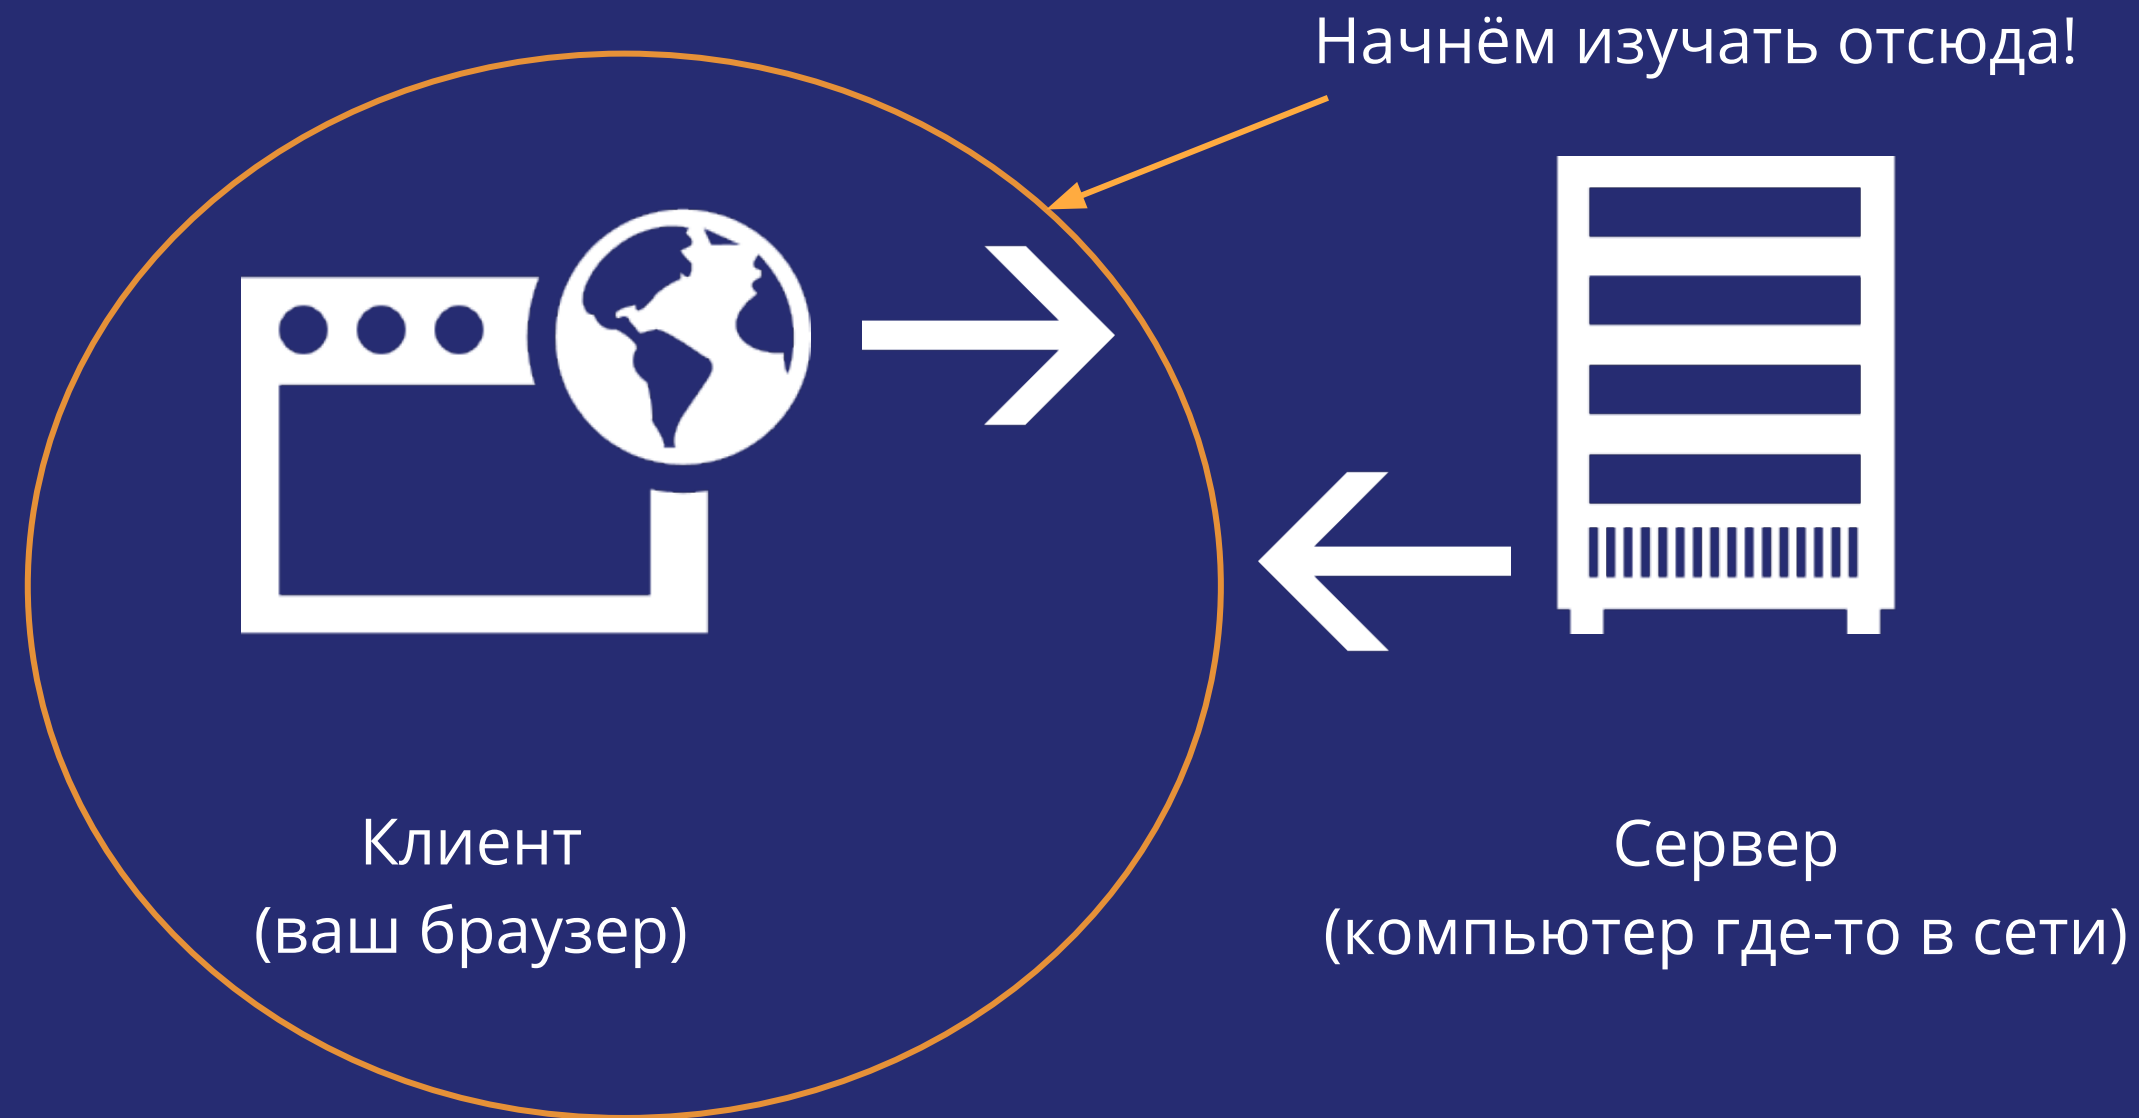 Начнём изучать отсюда!
Клиент
(ваш браузер)
Сервер
(компьютер где-то в сети)